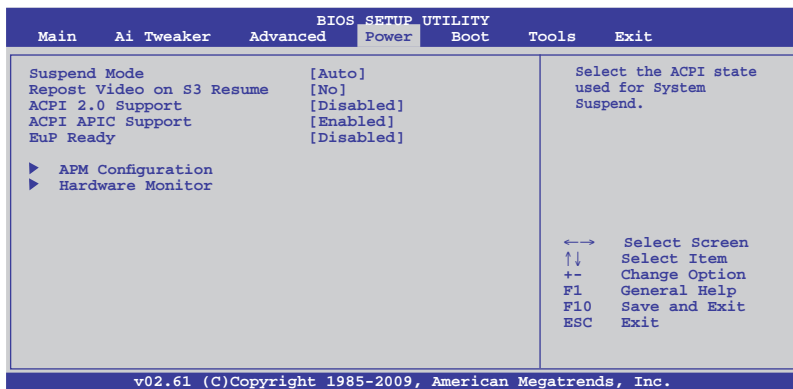 BIOS SETUP UTILITY
Main Ai Tweaker Advanced Power Boot Tools Exit
Suspend Mode [Auto]
Repost Video on S3 Resume [No]
ACPI 2.0 Support [Disabled]
ACPI APIC Support [Enabled]
EuP Ready [Disabled]
APM Configuration
Hardware Monitor
Select the ACPI state
used for System
Suspend.
←→ Select Screen
↑↓ Select Item
+- Change Option
F1 General Help
F10 Save and Exit
ESC Exit
v02.61 (C)Copyright 1985-2009, American Megatrends, Inc.